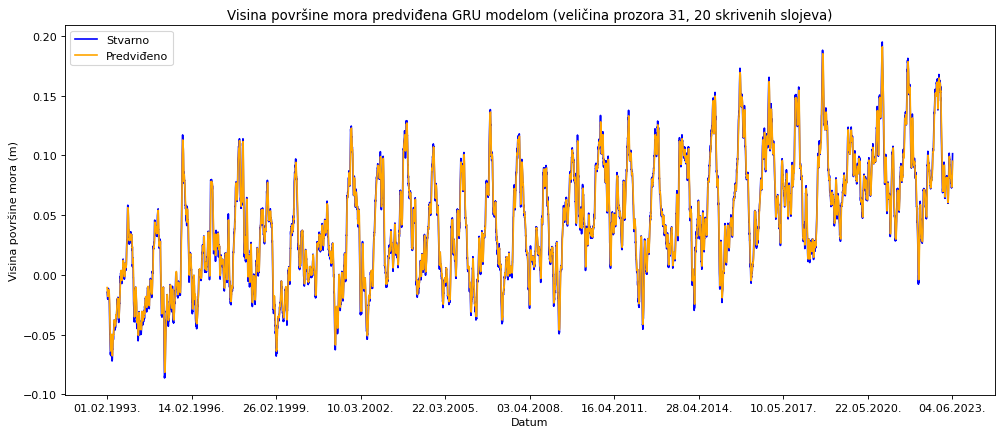 Visina površine mora predviđena GRU modelom (veličina prozora 31, 20 skrivenih slojeva)
Stvarno
Predviđeno
0.20
0.15
0.10
0.05
0.00
−0.05
−0.10
Visina površine mora (m)
01.02.1993. 14.02.1996. 26.02.1999. 10.03.2002. 22.03.2005. 03.04.2008. 16.04.2011. 28.04.2014. 10.05.2017. 22.05.2020. 04.06.2023.
Datum